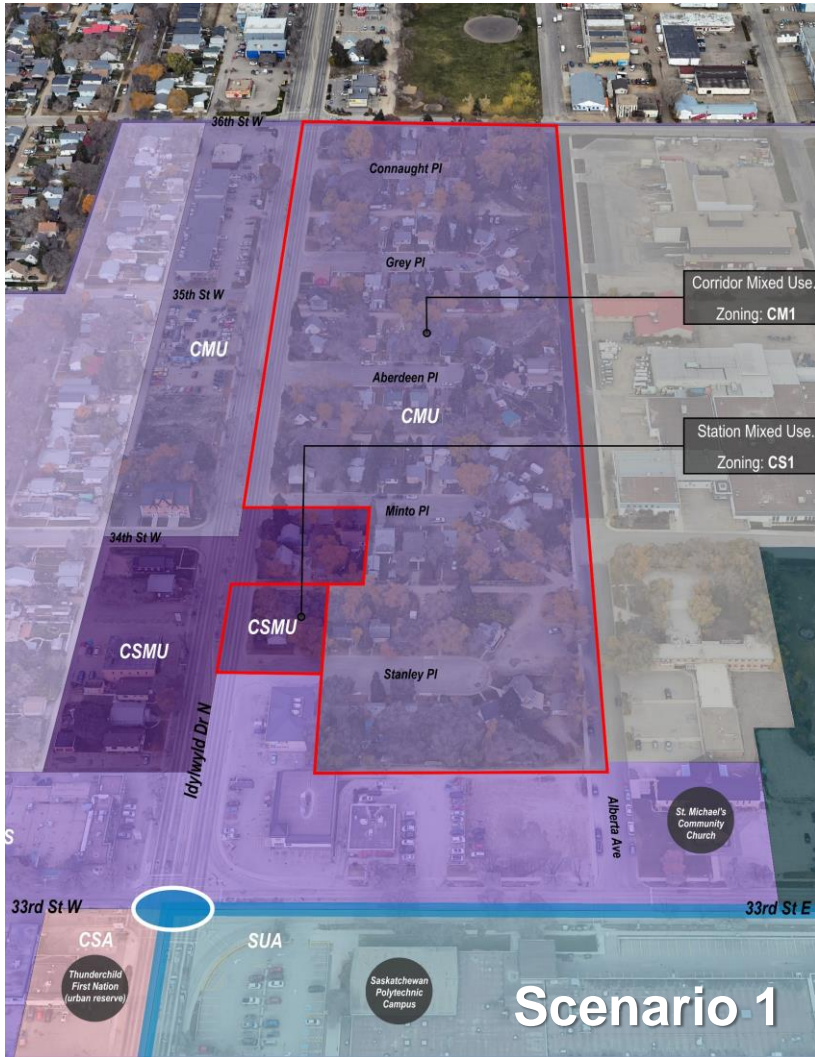 36th St W
Connaught Pl
Grey Pl
Corridor Mixed Use.
Zoning: CM1
35th St W
CMU
Aberdeen Pl
CMU
Station Mixed Use.
Zoning: CS1
Minto Pl
34th St W
CSMU
CSMU
Stanley Pl
Idylwyld Dr N
Alberta Ave
St. Michael's
Community
Church
S
33rd St W
33rd St E
CSA
SUA
Thunderchild
First Nation
(urban reserve)
Saskatchewan
Polytechnic
Campus
Scenario 1